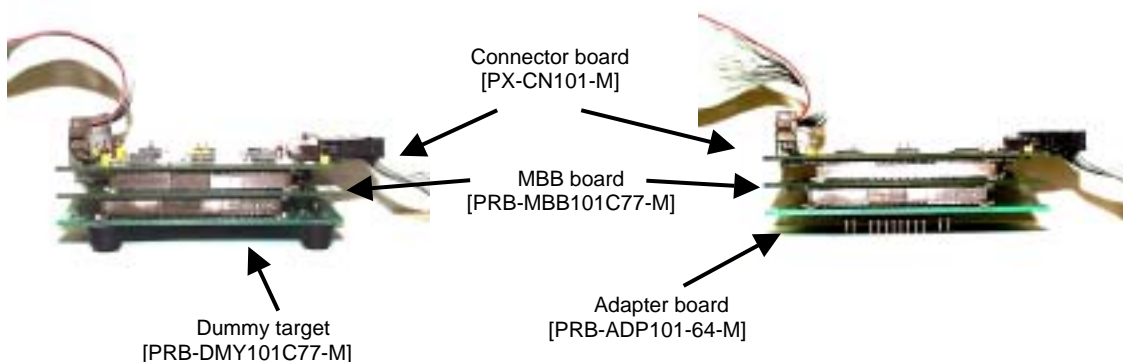 Connector board
[PX-CN101-M]
MBB board
[PRB-MBB101C77-M]
Adapter board
[PRB-ADP101-64-M]
Dummy target
[PRB-DMY101C77-M]